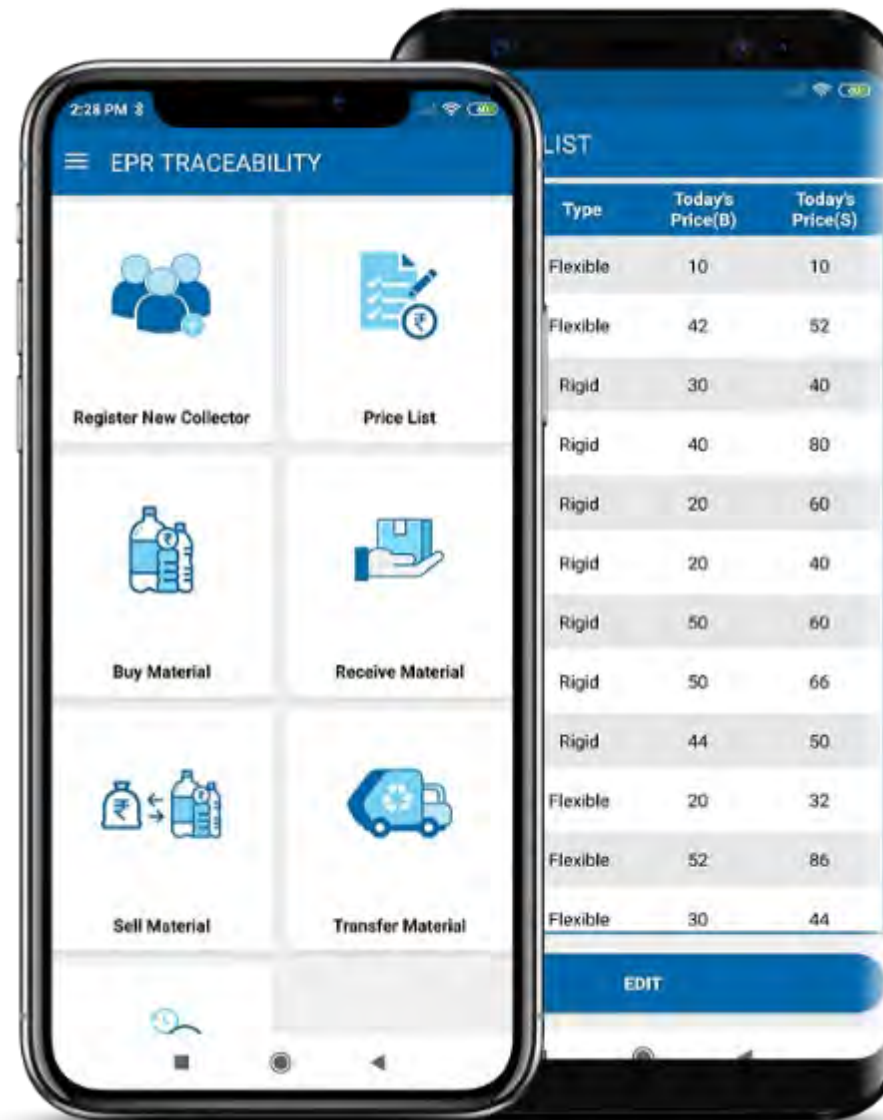 2:28 PM
EPR TRACEABILITY
Register New Collector
Price List
Buy Material
Receive Material
Sell Material
Transfer Material
LIST
Type Today's Price(B) Today's Price(S)
Flexible 10 10
Flexible 42 52
Rigid 30 40
Rigid 40 80
Rigid 20 60
Rigid 20 40
Rigid 50 60
Rigid 50 66
Rigid 44 50
Flexible 20 32
Flexible 52 86
Flexible 30 44
EDIT